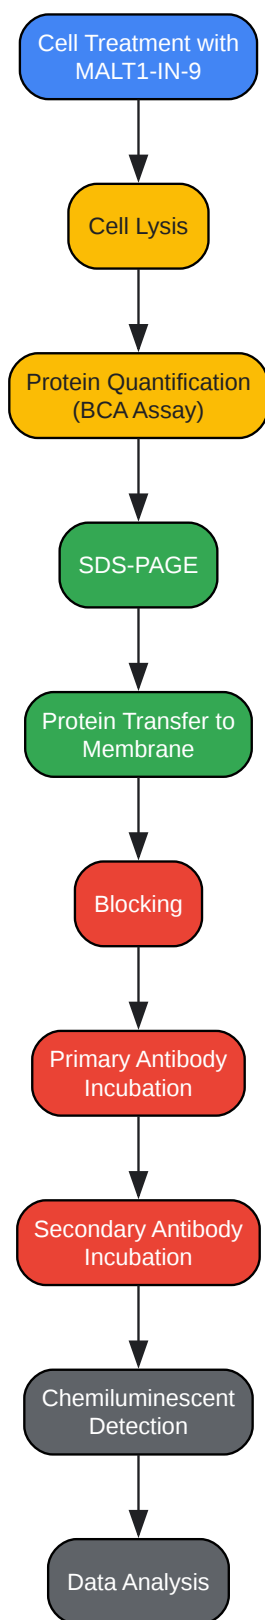 Cell Treatment with
MALT1-IN-9
Cell Lysis
Protein Quantification
(BCA Assay)
SDS-PAGE
Protein Transfer to
Membrane
Blocking
Primary Antibody
Incubation
Secondary Antibody
Incubation
Chemiluminescent
Detection
Data Analysis